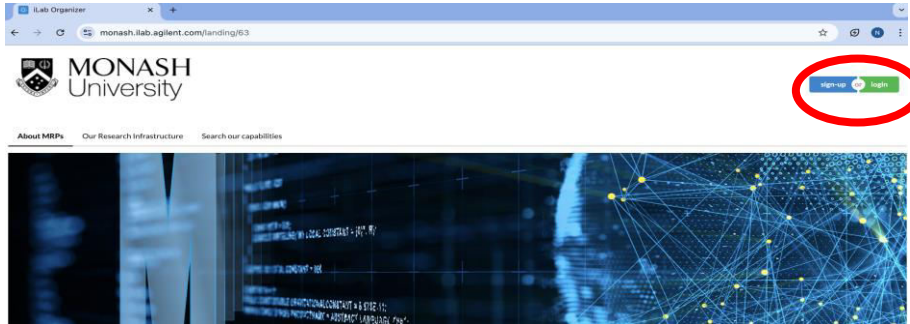 iLab Organizer
monash.ilab.agilent.com/landing/63
N
MONASH
University
sign-up or login
About MRPs Our Research Infrastructure Search our capabilities